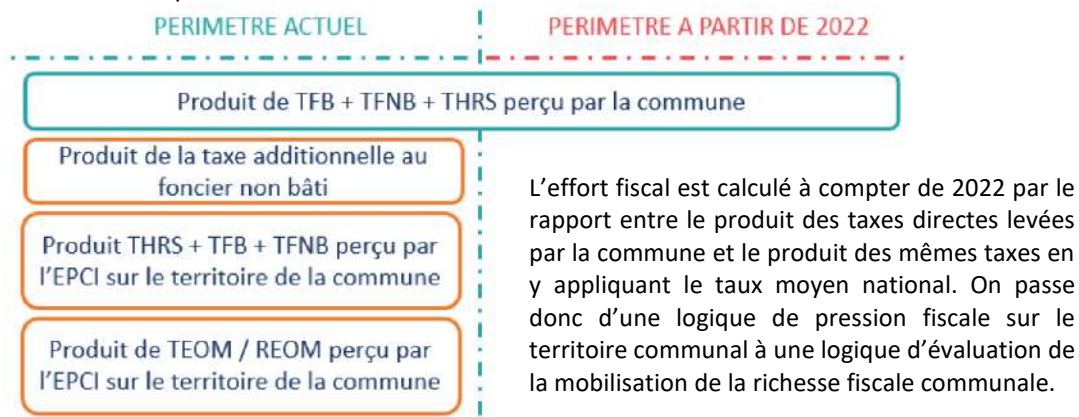 PERIMETRE ACTUEL
PERIMETRE A PARTIR DE 2022
Produit de TFB + TFNB + THRS perçu par la commune
Produit de la taxe additionnelle au
foncier non bâti
Produit THRS + TFB + TFNB perçu par
l'EPCI sur le territoire de la commune
Produit de TEOM / REOM perçu par
l'EPCI sur le territoire de la commune
L’effort fiscal est calculé à compter de 2022 par le
rapport entre le produit des taxes directes levées
par la commune et le produit des mêmes taxes en
y appliquant le taux moyen national. On passe
donc d’une logique de pression fiscale sur le
territoire communal à une logique d’évaluation de
la mobilisation de la richesse fiscale communale.